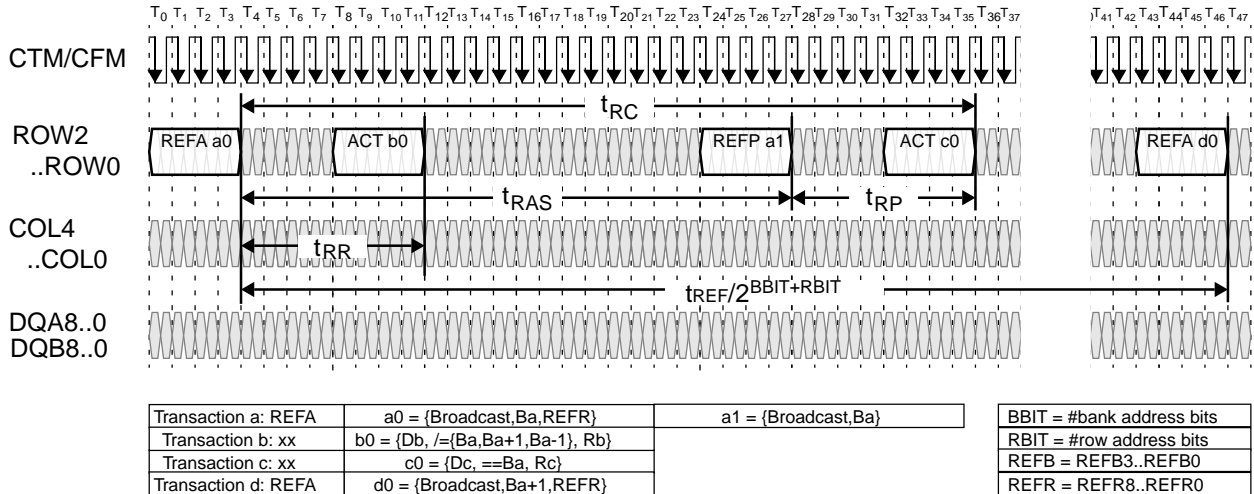 T0 T1 T2 T3 T4 T5 T6 T7 T8 T9 T10 T11 T12 T13 T14 T15 T16 T17 T18 T19 T20 T21 T22 T23 T24 T25 T26 T27 T28 T29 T30 T31 T32 T33 T34 T35 T36 T37 T41 T42 T43 T44 T45 T46 T47
CTM/CFM
tRC
ROW2
..ROW0
REFA a0 ACT b0 REFP a1 ACT c0 REFA d0
tRAS tRP
COL4
..COL0
tRR
tREF/2BBIT+RBIT
DQA8..0
DQB8..0
Transaction a: REFA a0 = {Broadcast,Ba,REFR} a1 = {Broadcast,Ba}
Transaction b: xx b0 = {Db, /={Ba,Ba+1,Ba-1}, Rb}
Transaction c: xx c0 = {Dc, ==Ba, Rc}
Transaction d: REFA d0 = {Broadcast,Ba+1,REFR}
BBIT = #bank address bits
RBIT = #row address bits
REFB = REFB3..REFB0
REFR = REFR8..REFR0